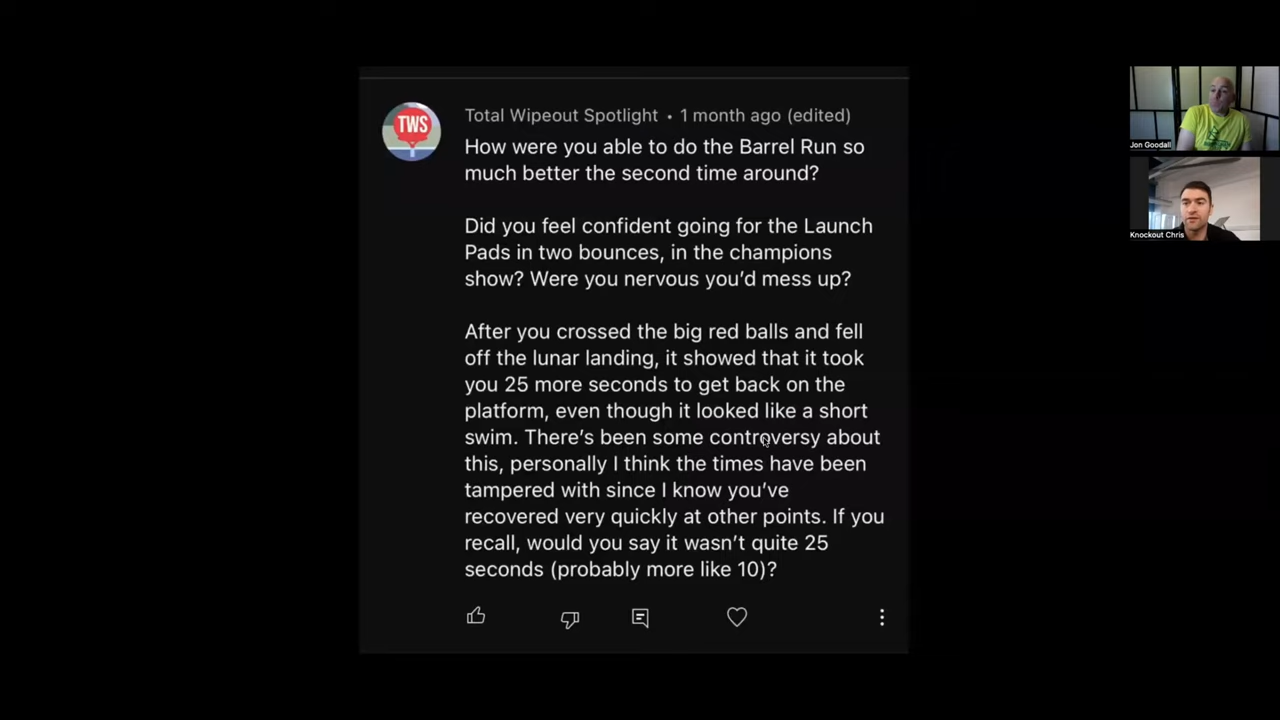 TWS
Total Wipeout Spotlight • 1 month ago (edited)
How were you able to do the Barrel Run so
much better the second time around?
Did you feel confident going for the Launch
Pads in two bounces, in the champions
show? Were you nervous you’d mess up?
After you crossed the big red balls and fell
off the lunar landing, it showed that it took
you 25 more seconds to get back on the
platform, even though it looked like a short
swim. There’s been some controversy about
this, personally I think the times have been
tampered with since I know you’ve
recovered very quickly at other points. If you
recall, would you say it wasn’t quite 25
seconds (probably more like 10)?
Jon Goodall
Knockout Chris